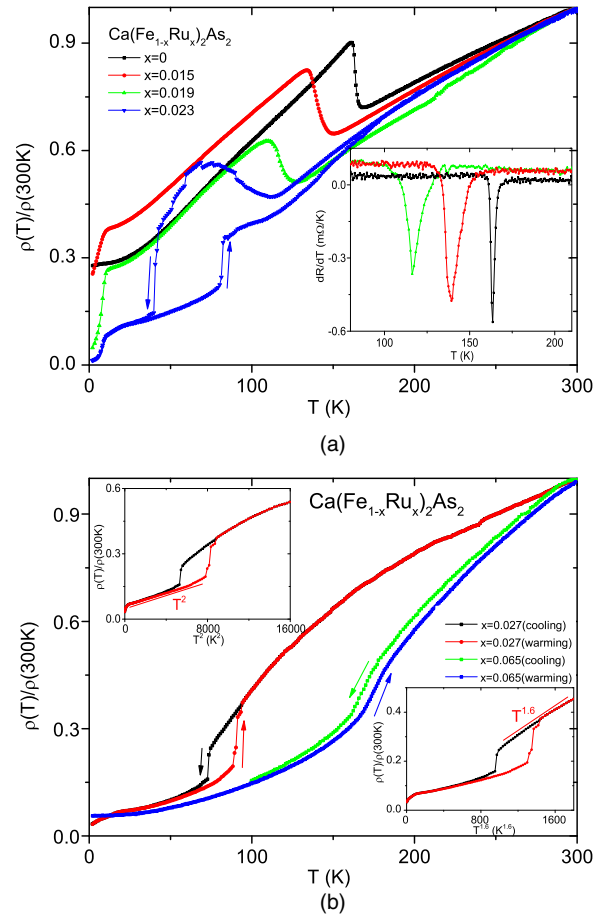 Ca(Fe1-xRux)2As2
x=0
x=0.015
x=0.019
x=0.023
ρ(T)/ρ(300K)
0.9
0.6
0.3
0.0
0
100
200
300
T (K)
dR/dT (mΩ/K)
0.0
-0.3
-0.6
100
150
200
T (K)
(a)
Ca(Fe1-xRux)2As2
ρ(T)/ρ(300K)
0.9
0.6
0.3
0.0
0
100
200
300
T (K)
ρ(T)/ρ(300K)
0.6
0.3
0.0
0
8000
16000
T2 (K2)
T2
x=0.027(cooling)
x=0.027(warming)
x=0.065(cooling)
x=0.065(warming)
ρ(T)/ρ(300K)
0.4
0.2
0.0
0
800
1600
T1.6 (K1.6)
T1.6
(b)